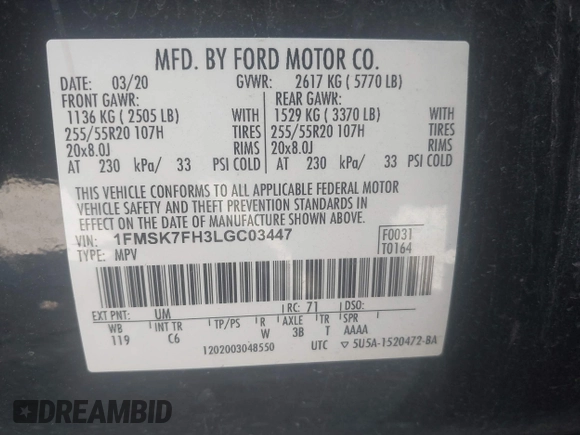 MFD. BY FORD MOTOR CO.
DATE: 03/20 GVWR: 2617 KG ( 5770 LB)
FRONT GAWR: REAR GAWR:
1136 KG ( 2505 LB) WITH 1529 KG ( 3370 LB) WITH
255/55R20 107H TIRES 255/55R20 107H TIRES
20x8.0J RIMS 20x8.0J RIMS
AT 230 kPa/ 33 PSI COLD AT 230 kPa/ 33 PSI COLD
THIS VEHICLE CONFORMS TO ALL APPLICABLE FEDERAL MOTOR
VEHICLE SAFETY AND THEFT PREVENTION STANDARDS IN
EFFECT ON THE DATE OF MANUFACTURE SHOWN ABOVE.
VIN: 1FMSK7FH3LGC03447 F0031
TYPE: MPV T0164
EXT PNT: UM RC: 71 DSO:
WB INT TR TP/PS R AXLE TR SPR
119 C6 W 3B T AAAA
1202003048550 UTC ▽ 5U5A-1520472-BA
DREAMBID